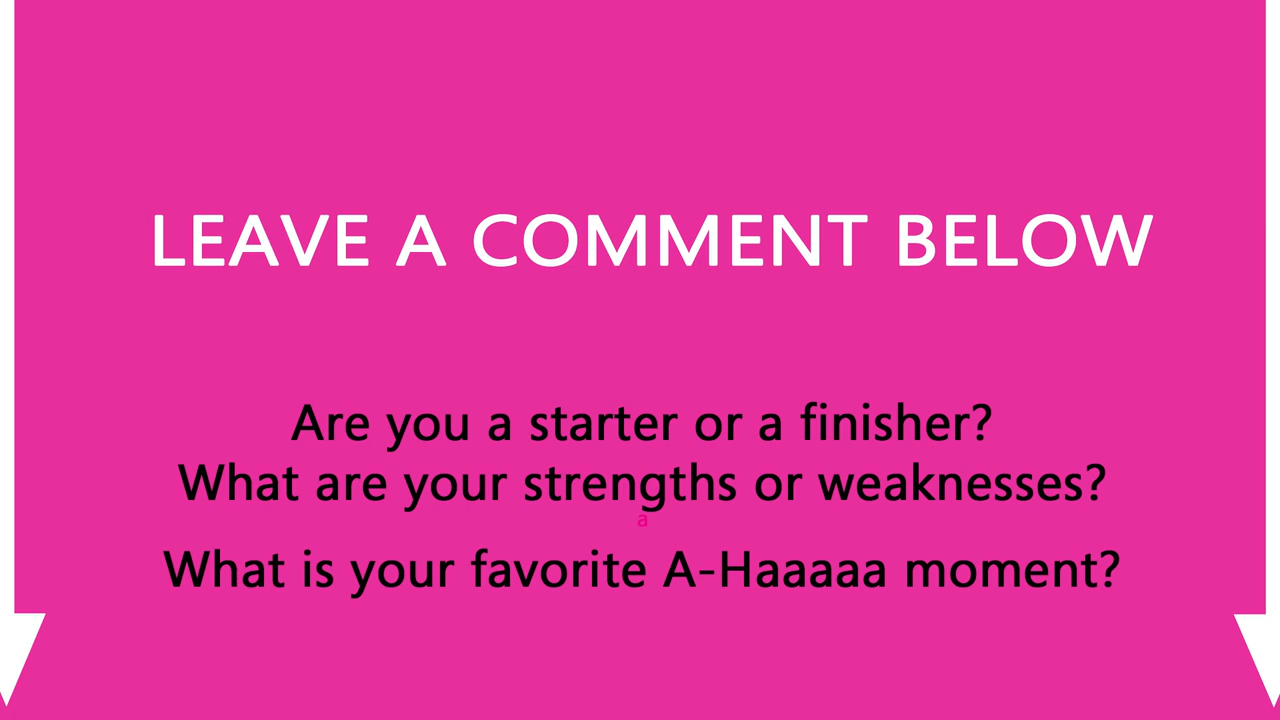 LEAVE A COMMENT BELOW
Are you a starter or a finisher?
What are your strengths or weaknesses?
a
What is your favorite A-Haaaaa moment?